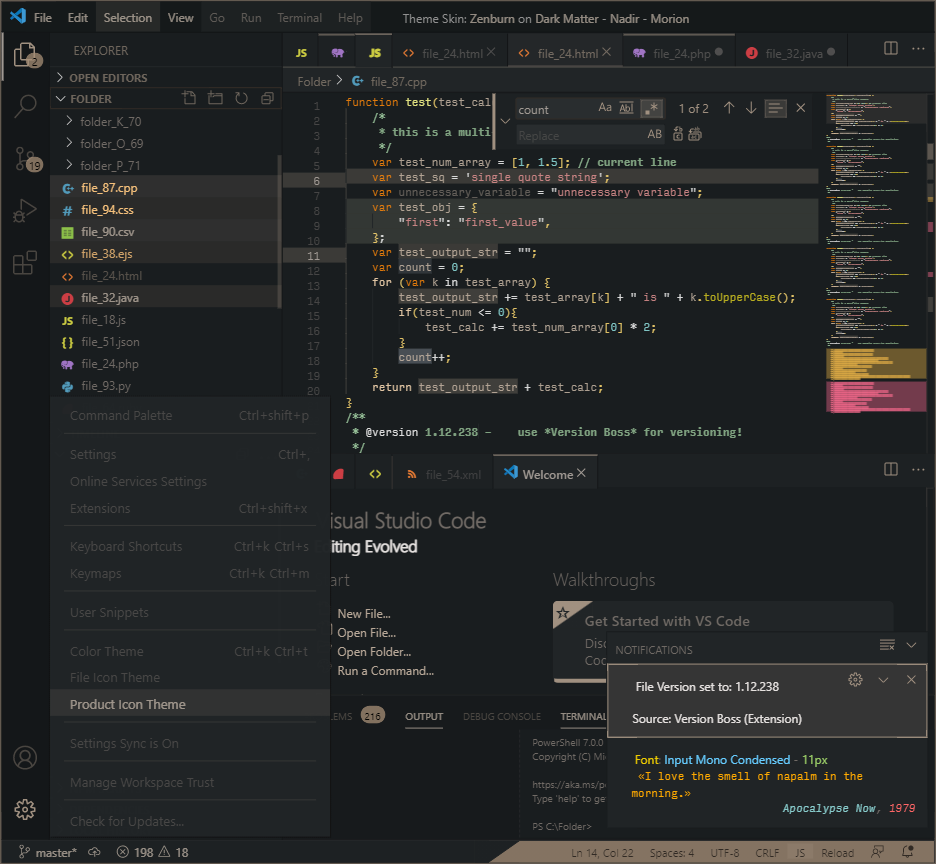 File Edit Selection View Go Run Terminal Help
Theme Skin: Zenburn on Dark Matter - Nadir - Morion
2
19
EXPLORER
OPEN EDITORS
FOLDER
folder_K_70
folder_O_69
folder_P_71
file_87.cpp
file_94.css
file_90.csv
file_38.ejs
file_24.html
file_32.java
file_18.js
file_51.json
file_24.php
file_93.py
JS
JS
file_24.html
file_24.html
file_24.php
file_32.java
Folder > file_87.cpp
count
Aa Abl .*
1 of 2
Replace
AB
1 function test(test_cal
2 /*
3 * this is a multi
4 */
5 var test_num_array = [1, 1.5]; // current line
6 var test_sq = 'single quote string';
7 var unnecessary_variable = "unnecessary variable";
8 var test_obj = {
9 "first": "first_value",
10 };
11 var test_output_str = "";
12 var count = 0;
13 for (var k in test_array) {
14 test_output_str += test_array[k] + " is " + k.toUpperCase();
15 if(test_num <= 0){
16 test_calc += test_num_array[0] * 2;
17 }
18 count++;
19 }
20 return test_output_str + test_calc;
}
/**
* @version 1.12.238 - use *Version Boss* for versioning!
*/
Command Palette Ctrl+shift+p
Settings Ctrl+,
Online Services Settings
Extensions Ctrl+shift+x
Keyboard Shortcuts Ctrl+k Ctrl+s
Keymaps Ctrl+k Ctrl+m
User Snippets
Color Theme Ctrl+k Ctrl+t
File Icon Theme
Product Icon Theme
Settings Sync is On
Manage Workspace Trust
Check for Updates...
file_54.xml
Welcome
isual Studio Code
iting Evolved
art
New File...
Open File...
Open Folder...
Run a Command...
Walkthroughs
Get Started with VS Code
Disc
Coc
LEMS 216 OUTPUT DEBUG CONSOLE TERMINAL
PowerShell 7.0.0
Copyright (C) Mi
https://aka.ms/p
Type 'help' to ge
PS C:\Folder>
NOTIFICATIONS
File Version set to: 1.12.238
Source: Version Boss (Extension)
Font: Input Mono Condensed - 11px
«I love the smell of napalm in the
morning.»
Apocalypse Now, 1979
master* 198 18
Ln 14, Col 22 Spaces: 4 UTF-8 CRLF JS Reload